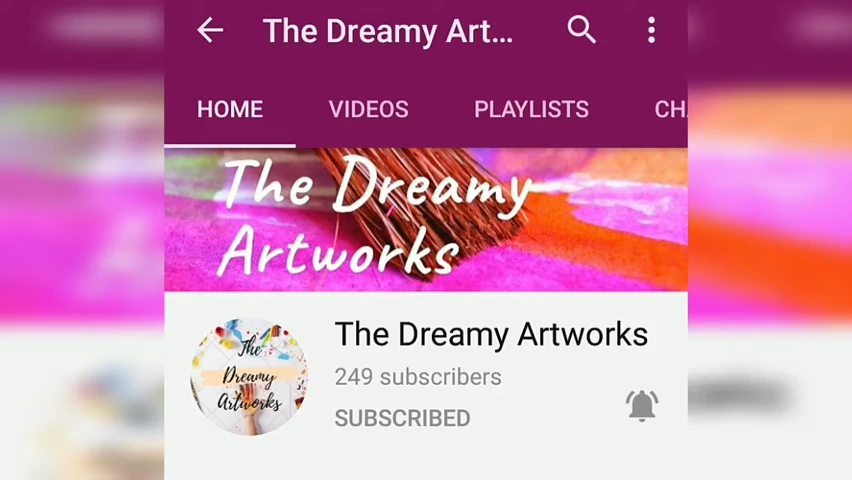 The Dreamy Art...
HOME VIDEOS PLAYLISTS CH
The Dreamy
Artworks
The
Dreamy
Artworks
The Dreamy Artworks
249 subscribers
SUBSCRIBED